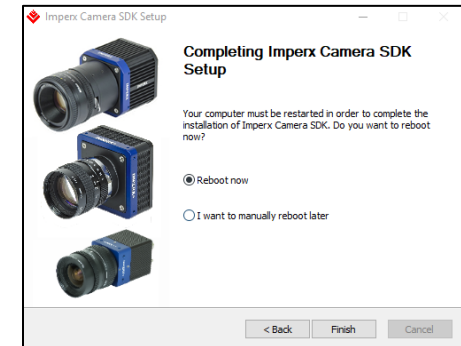 Imperx Camera SDK Setup
Completing Imperx Camera SDK
Setup
Your computer must be restarted in order to complete the
installation of Imperx Camera SDK. Do you want to reboot
now?
Reboot now
I want to manually reboot later
< Back
Finish
Cancel